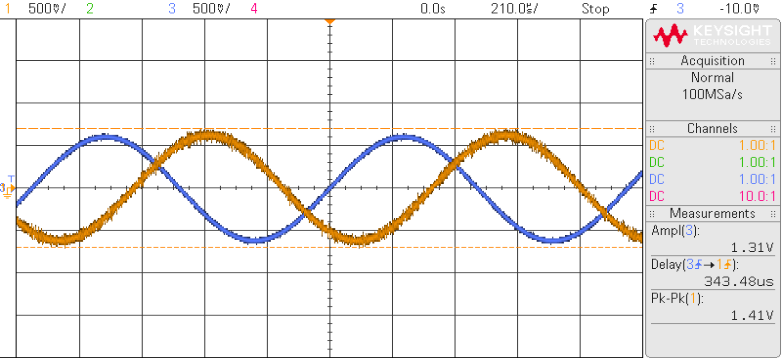 1 500mV/ 2 3 500mV/ 4 0.0s 210.0us/ Stop 3 -10.0mV
KEYSIGHT
TECHNOLOGIES
Acquisition
Normal
100MSa/s
Channels
DC 1.00:1
DC 1.00:1
DC 1.00:1
DC 10.0:1
Measurements
Ampl(3):
1.31V
Delay(3→1):
343.48us
Pk-Pk(1):
1.41V
3 T